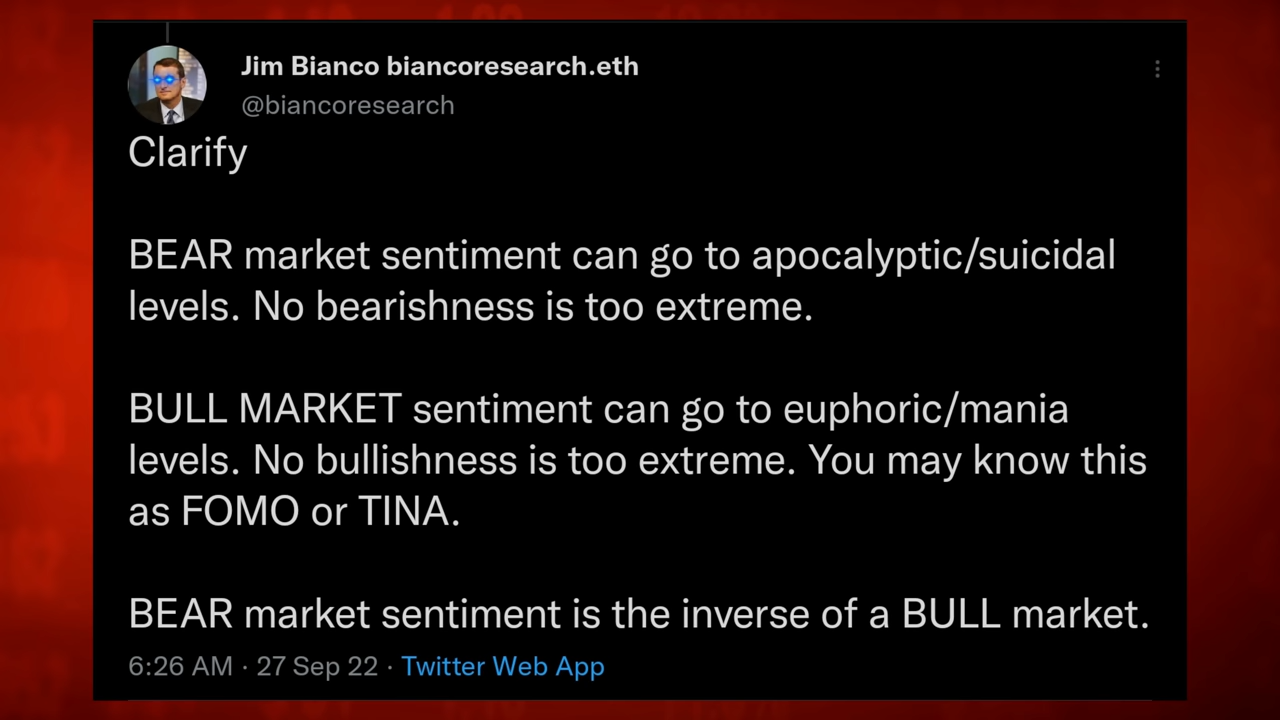 Jim Bianco biancoresearch.eth
@biancoresearch
Clarify
BEAR market sentiment can go to apocalyptic/suicidal
levels. No bearishness is too extreme.
BULL MARKET sentiment can go to euphoric/mania
levels. No bullishness is too extreme. You may know this
as FOMO or TINA.
BEAR market sentiment is the inverse of a BULL market.
6:26 AM · 27 Sep 22 · Twitter Web App